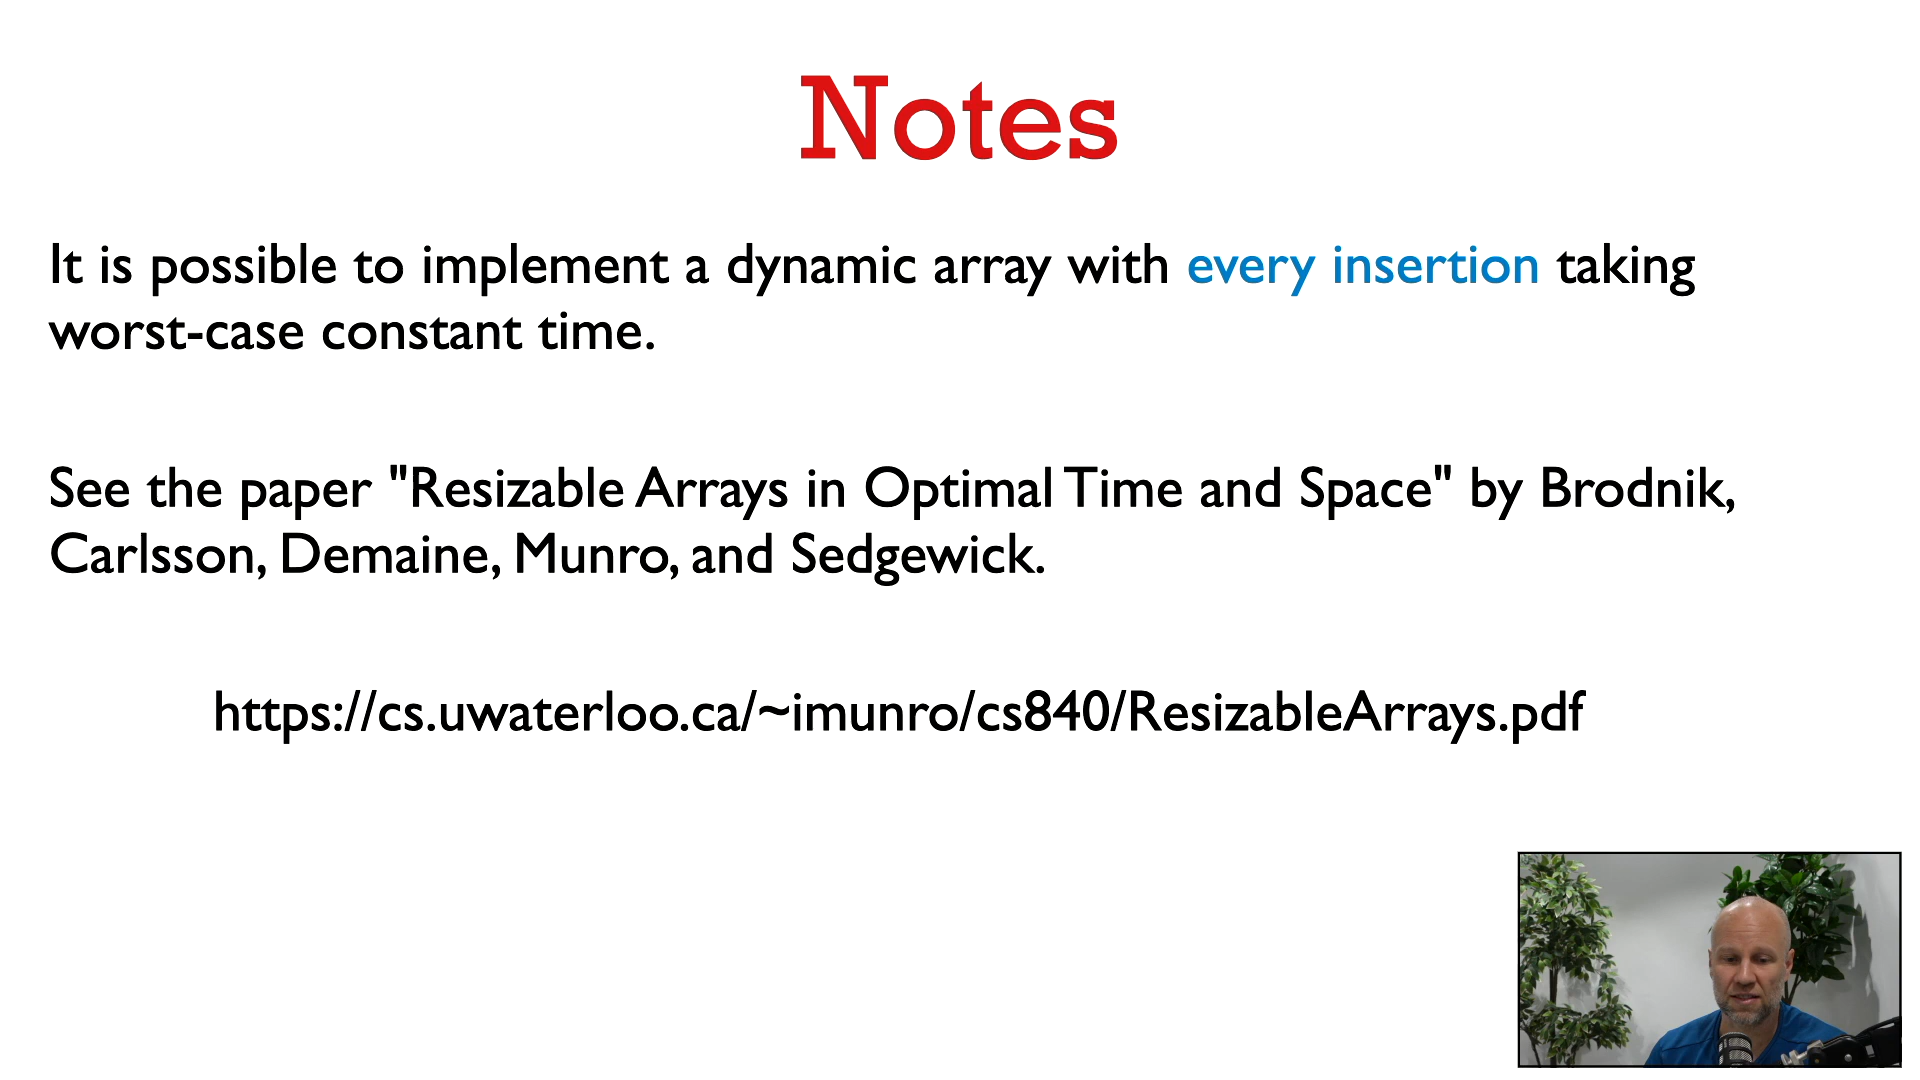 Notes
It is possible to implement a dynamic array with every insertion taking
worst-case constant time.
See the paper "Resizable Arrays in Optimal Time and Space" by Brodnik,
Carlsson, Demaine, Munro, and Sedgewick.
https://cs.uwaterloo.ca/~imunro/cs840/ResizableArrays.pdf